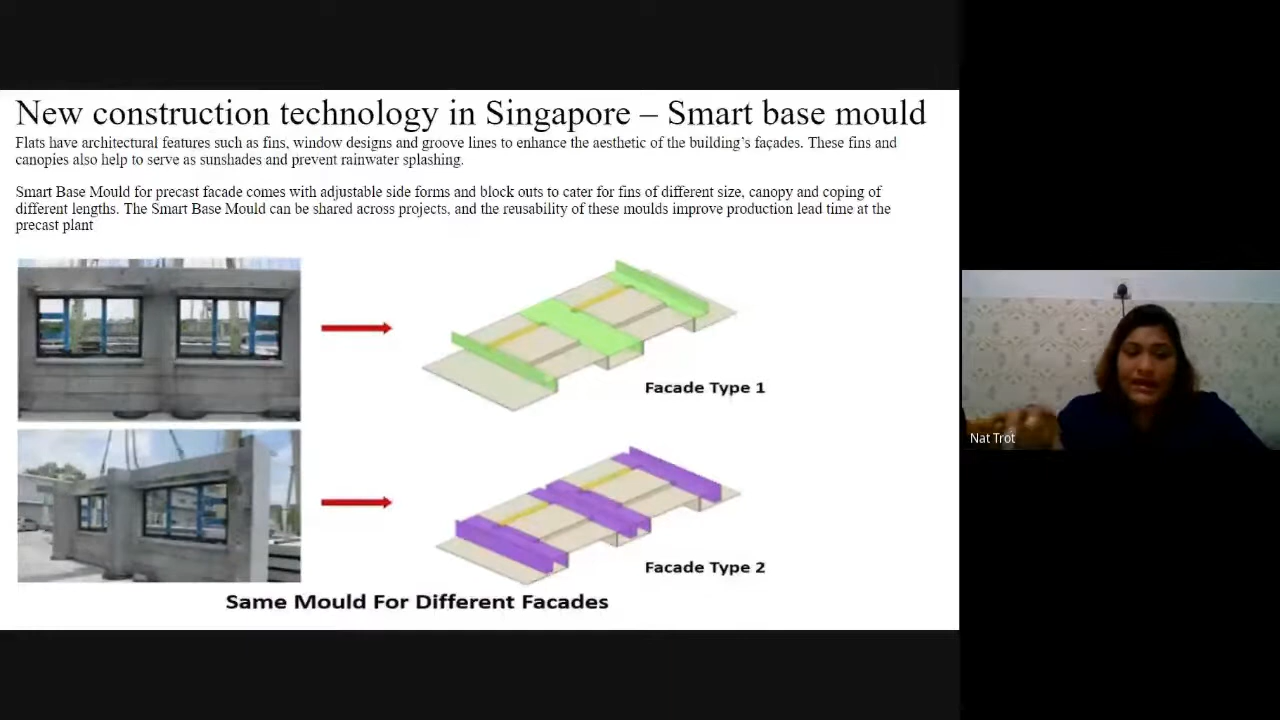 New construction technology in Singapore – Smart base mould
Flats have architectural features such as fins, window designs and groove lines to enhance the aesthetic of the building's façades. These fins and
canopies also help to serve as sunshades and prevent rainwater splashing.
Smart Base Mould for precast facade comes with adjustable side forms and block outs to cater for fins of different size, canopy and coping of
different lengths. The Smart Base Mould can be shared across projects, and the reusability of these moulds improve production lead time at the
precast plant
Facade Type 1
Nat Trot
Facade Type 2
Same Mould For Different Facades